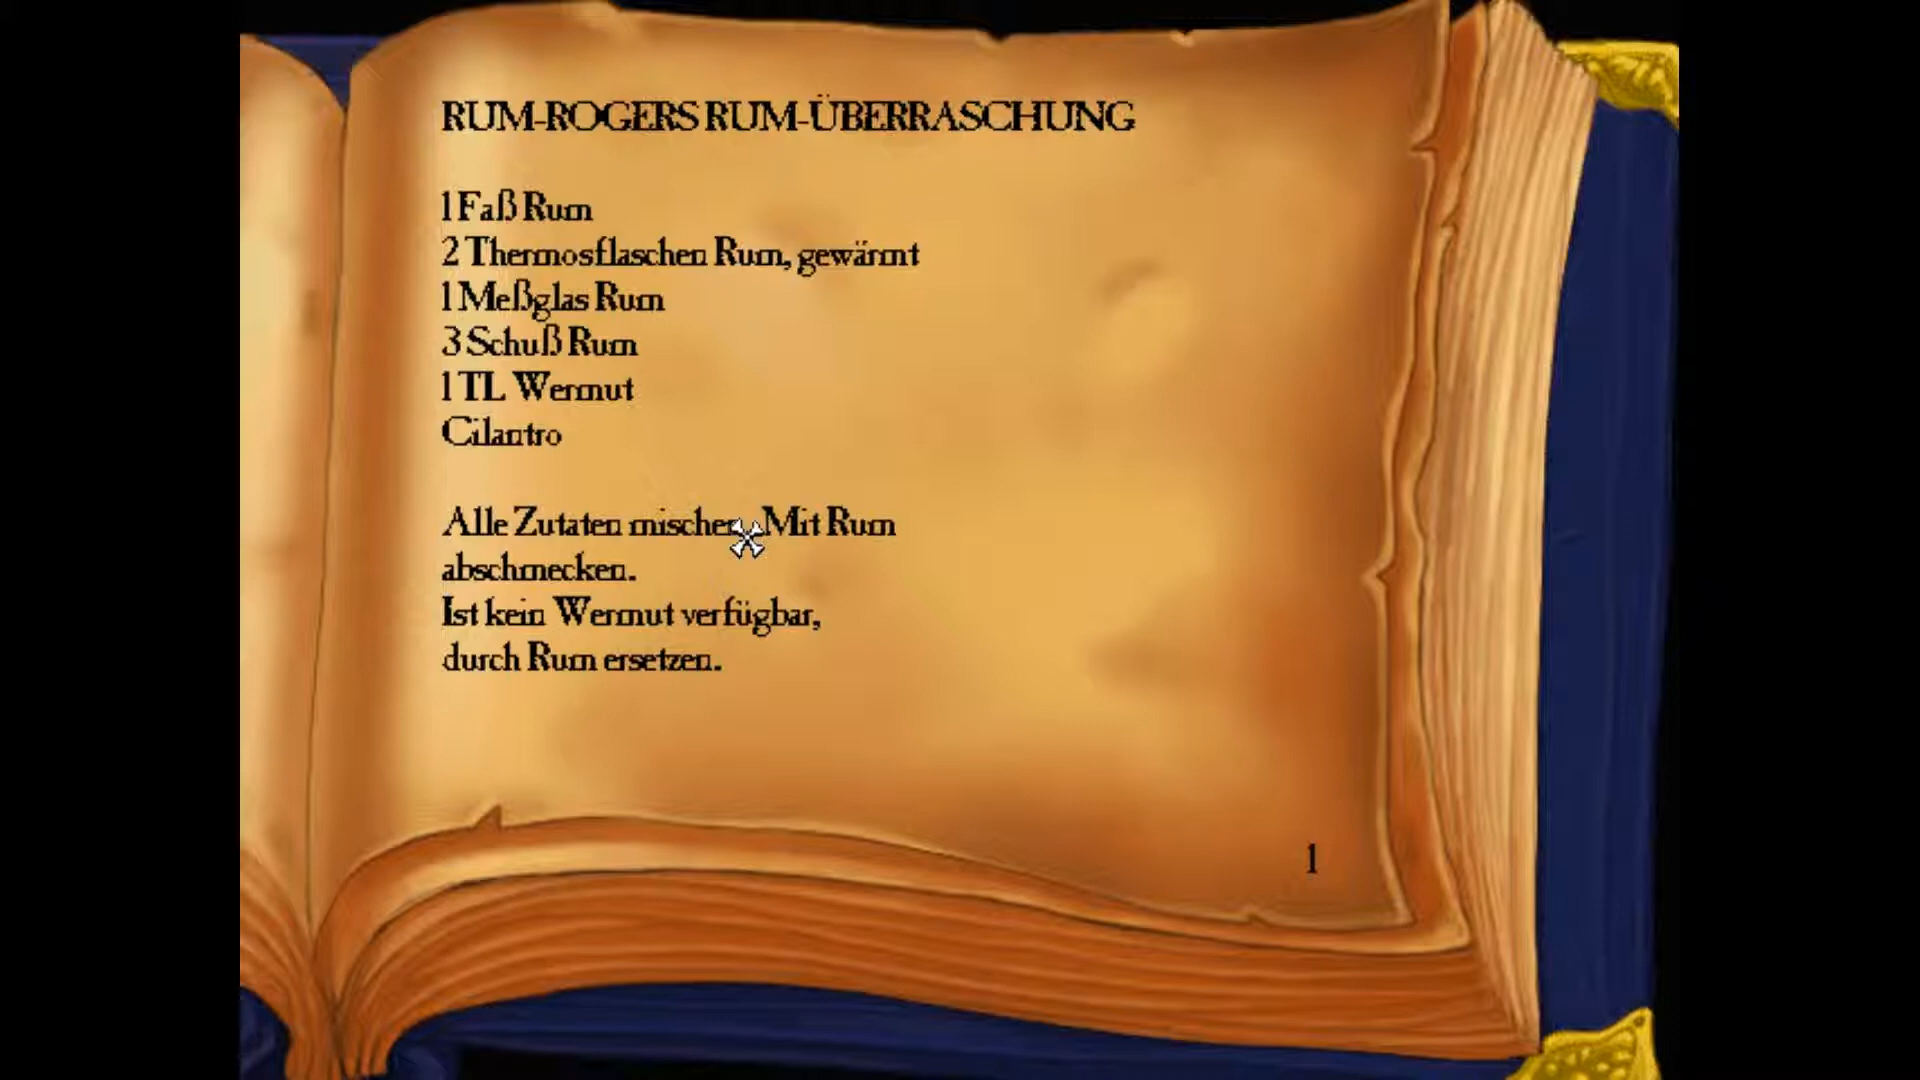 RUM-ROGERS RUM-ÜBERRASCHUNG
1 Faß Rum
2 Thermosflaschen Rum, gewärmt
1 Meßglas Rum
3 Schuß Rum
1 TL Wermut
Cilantro
Alle Zutaten mischen. Mit Rum
abschmecken.
Ist kein Wermut verfügbar,
durch Rum ersetzen.
1